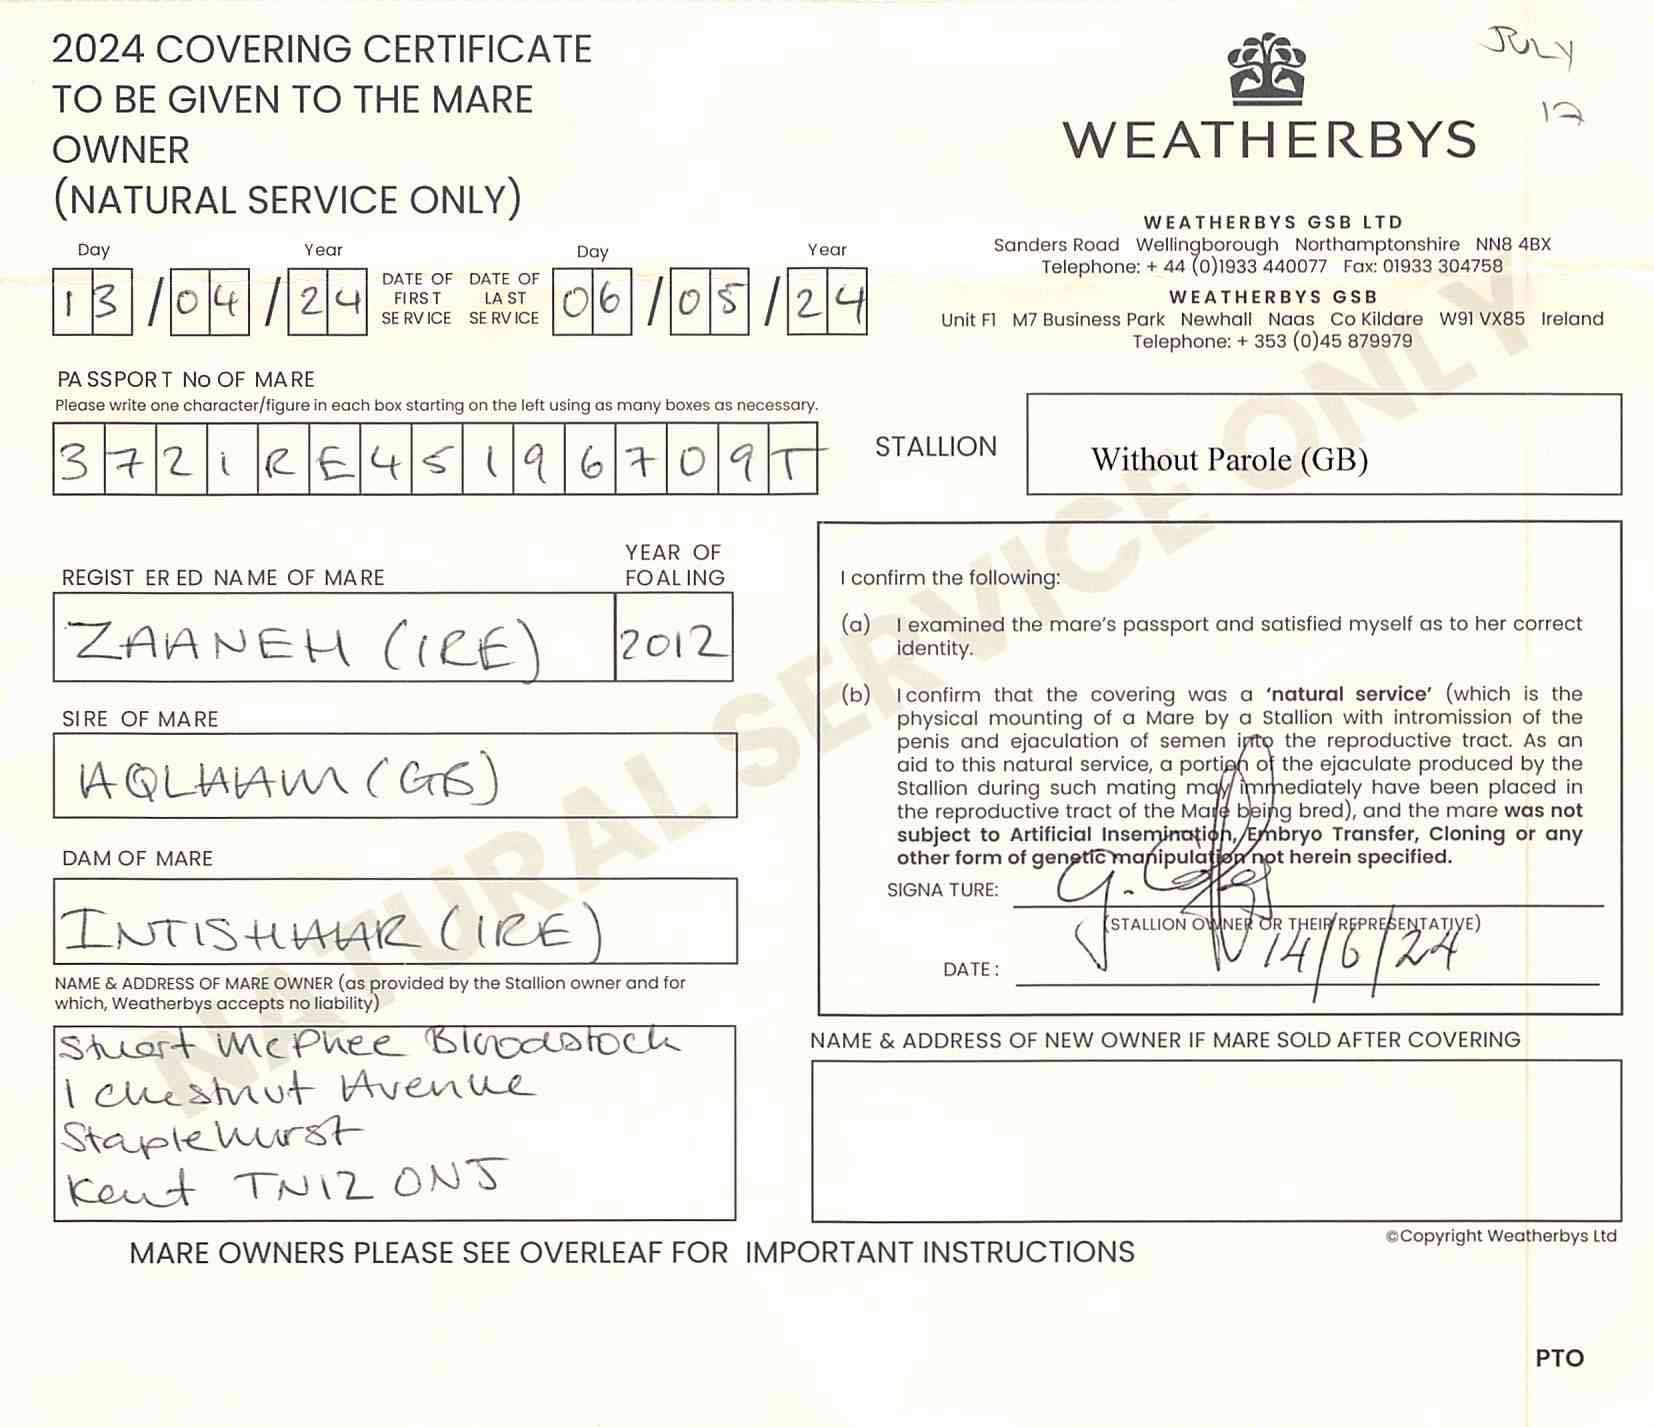 2024 COVERING CERTIFICATE
TO BE GIVEN TO THE MARE
OWNER
(NATURAL SERVICE ONLY)
JULY
12
WEATHERBYS
WEATHERBYS GSB LTD
Sanders Road Wellingborough Northamptonshire NN8 4BX
Telephone: + 44 (0)1933 440077 Fax: 01933 304758
WEATHERBYS GSB
Unit F1 M7 Business Park Newhall Naas Co Kildare W91 VX85 Ireland
Telephone: + 353 (0)45 879979
Day Year Day Year
13/04/24 DATE OF FIRST SERVICE DATE OF LAST SERVICE 06/05/24
PASSPORT No OF MARE
Please write one character/figure in each box starting on the left using as many boxes as necessary.
3721RE45196709T
STALLION
Without Parole (GB)
REGISTERED NAME OF MARE YEAR OF FOALING
ZAANEH (IRE) 2012
SIRE OF MARE
AQLAAM (GB)
DAM OF MARE
INTISHAAR (IRE)
NAME & ADDRESS OF MARE OWNER (as provided by the Stallion owner and for
which, Weatherbys accepts no liability)
Stuart McPhee Bloodstock
1 Chestnut Avenue
Staplehurst
Kent TN12 0NJ
I confirm the following:
(a) I examined the mare's passport and satisfied myself as to her correct
identity.
(b) I confirm that the covering was a 'natural service' (which is the
physical mounting of a Mare by a Stallion with intromission of the
penis and ejaculation of semen into the reproductive tract. As an
aid to this natural service, a portion of the ejaculate produced by the
Stallion during such mating may immediately have been placed in
the reproductive tract of the Mare being bred), and the mare was not
subject to Artificial Insemination, Embryo Transfer, Cloning or any
other form of genetic manipulation not herein specified.
SIGNATURE:
(STALLION OWNER OR THEIR REPRESENTATIVE)
DATE: 14/6/24
NAME & ADDRESS OF NEW OWNER IF MARE SOLD AFTER COVERING
©Copyright Weatherbys Ltd
MARE OWNERS PLEASE SEE OVERLEAF FOR IMPORTANT INSTRUCTIONS
PTO
NATURAL SERVICE ONLY